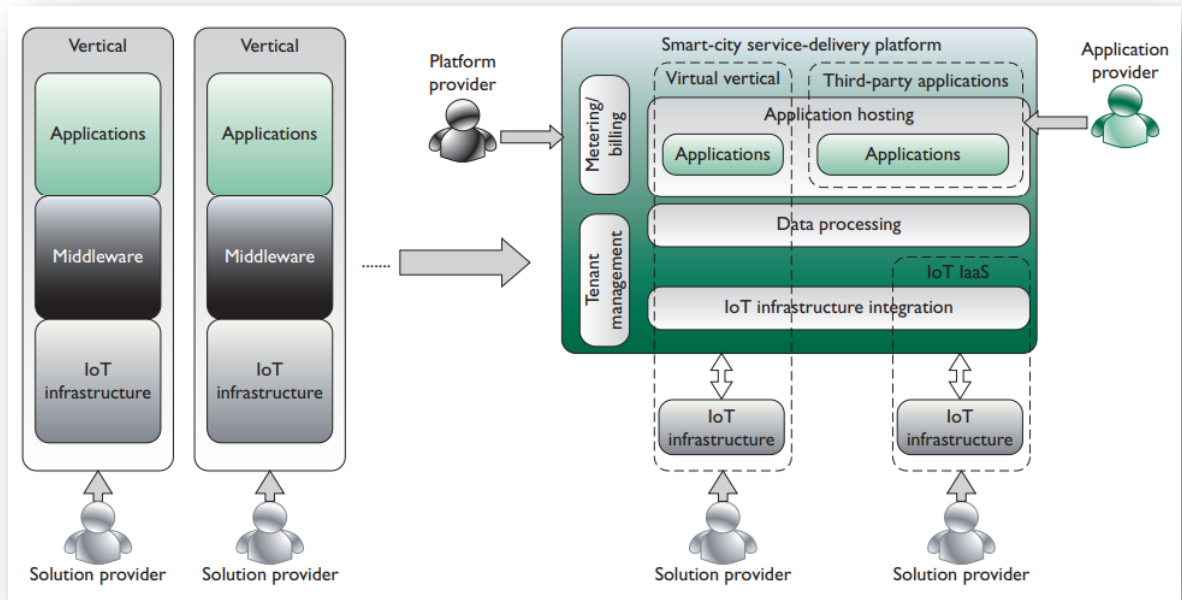 Vertical
Applications
Middleware
IoT
infrastructure
Solution provider
Vertical
Applications
Middleware
IoT
infrastructure
Solution provider
.......
Platform
provider
Smart-city service-delivery platform
Metering/
billing
Tenant
management
Virtual vertical
Third-party applications
Application hosting
Applications
Applications
Data processing
IoT IaaS
IoT infrastructure integration
IoT
infrastructure
Solution provider
IoT
infrastructure
Solution provider
Application
provider